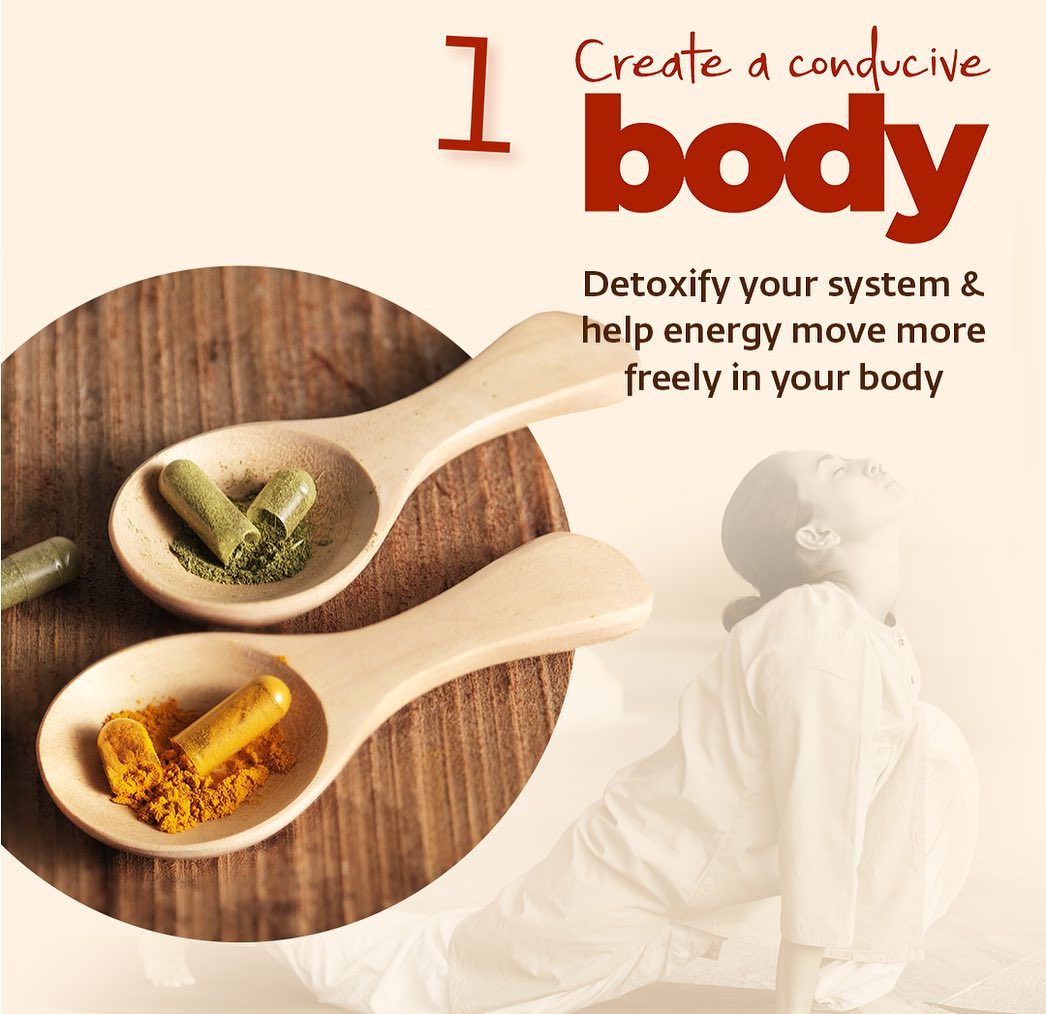 1
Create a conducive
body
Detoxify your system &
help energy move more
freely in your body